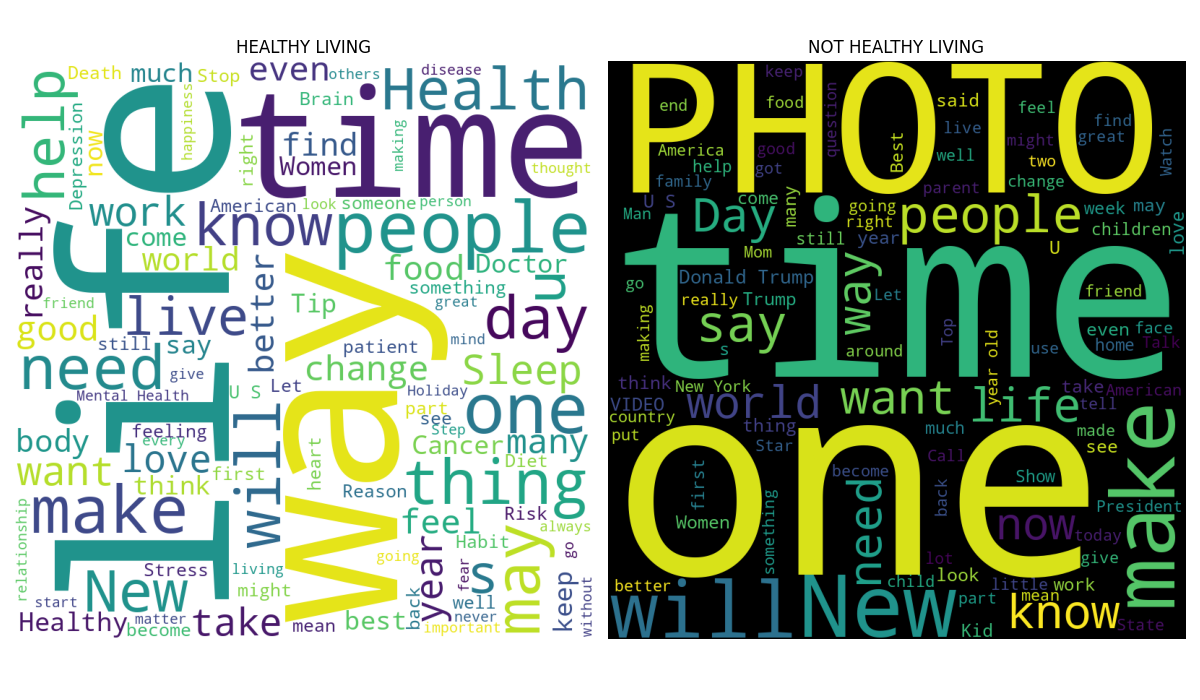 HEALTHY LIVING
Death
much
Stop
even
others
disease
Health
help
Life
time
Brain
find
Women
right
making
thought
Depression
now
happiness
work
know
American
look
someone
person
people
really
come
world
food
Doctor
something
great
u
friend
good
live
better
Tip
way
day
still
say
patient
mind
need
give
change
Sleep
Mental Health
U S
Let
Holiday
one
body
feeling
every
love
will
part
see
Step
Cancer
many
want
think
first
heart
Diet
thing
make
Reason
feel
Risk
always
relationship
Stress
living
going
Habit
may
go
New
might
year
fear
s
keep
without
start
matter
Healthy
become
take
mean
best
back
well
never
important
NOT HEALTHY LIVING
PHOTO
keep
end
food
question
said
feel
America
good
Best
live
might
find
great
help
got
well
two
Watch
family
parent
change
U S
Man
Day
come
many
going
right
people
week
may
children
love
still
year
U
Mom
time
go
Donald Trump
way
Let
friend
really
Trump
making
say
s
around
Top
even
face
home
Talk
use
year old
think
New York
world
want
life
take
American
VIDEO
tell
country
thing
put
Star
much
made
see
one
make
first
become
Call
back
Show
Women
something
need
now
President
today
lot
give
better
child
look
little
work
will
New
part
mean
know
Kid
State